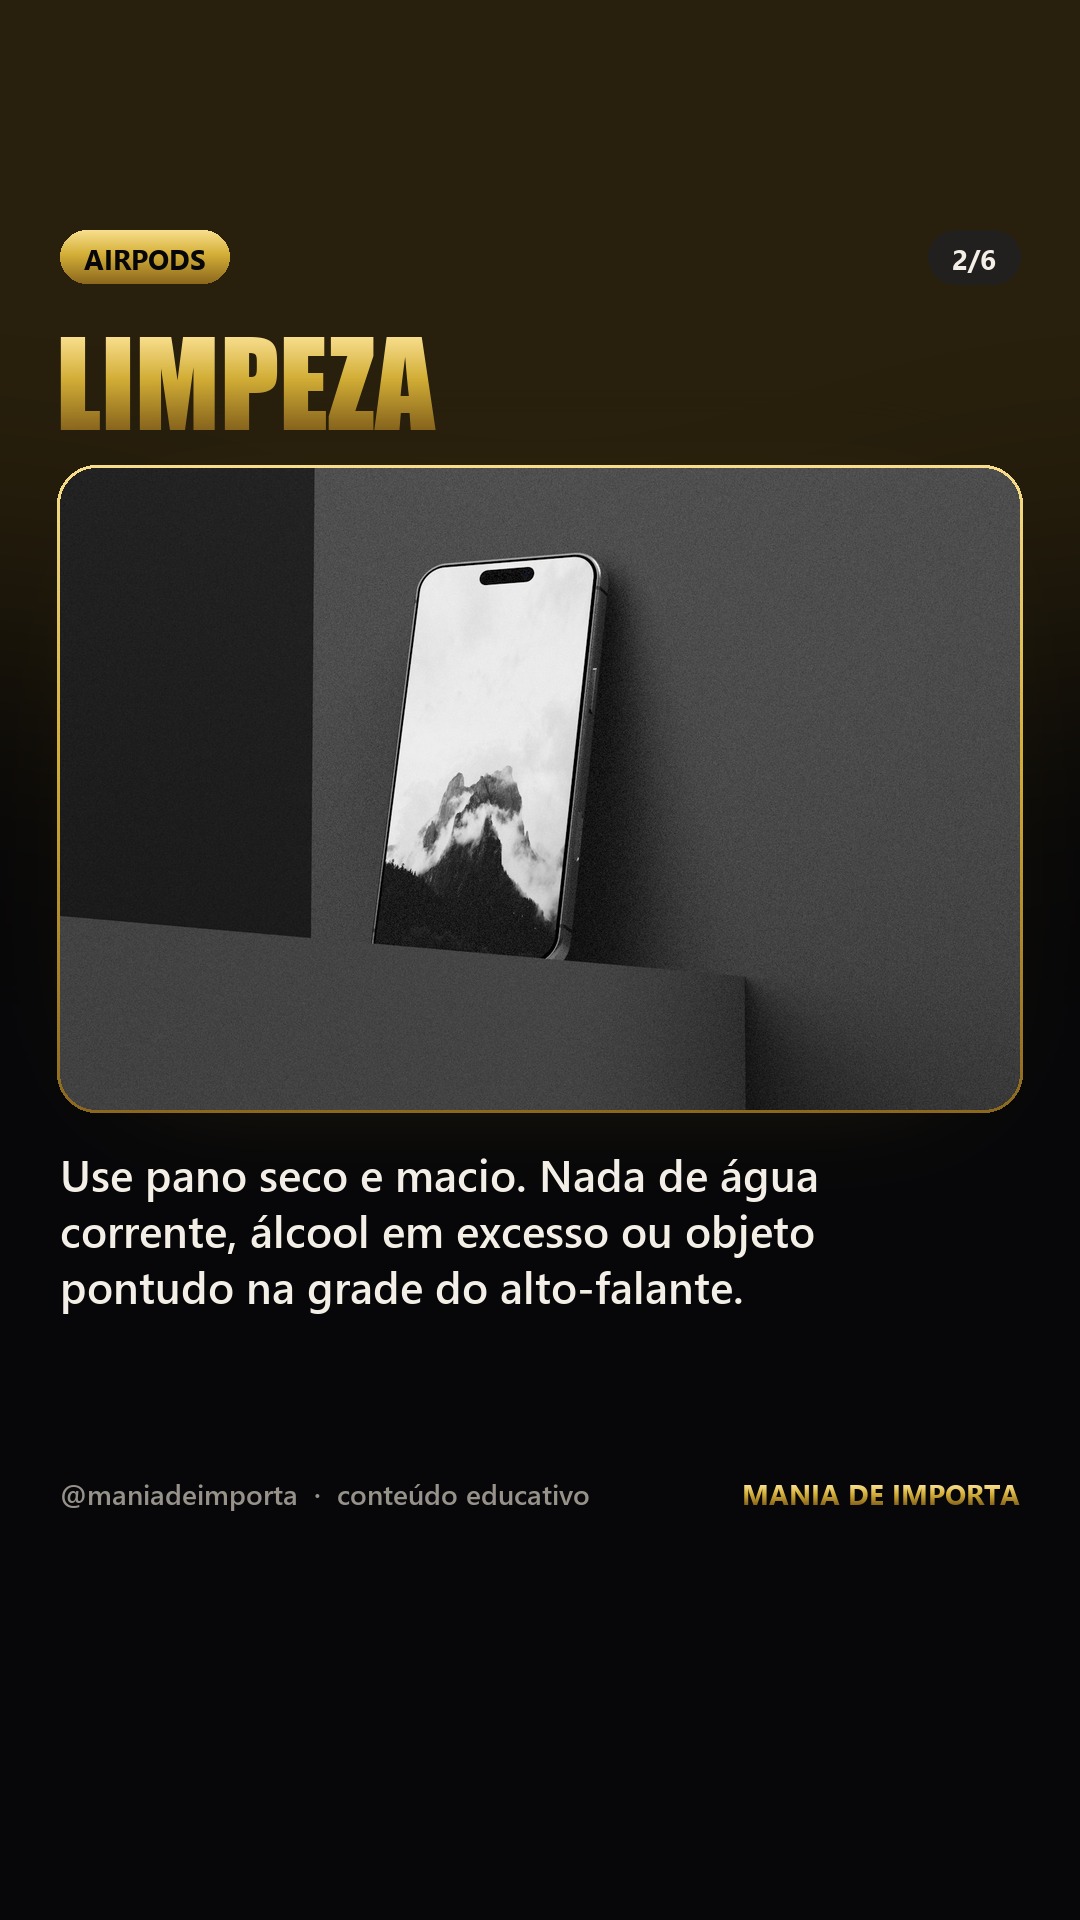 AIRPODS
2/6
LIMPEZA
Use pano seco e macio. Nada de água
corrente, álcool em excesso ou objeto
pontudo na grade do alto-falante.
@maniadeimporta · conteúdo educativo
MANIA DE IMPORTA